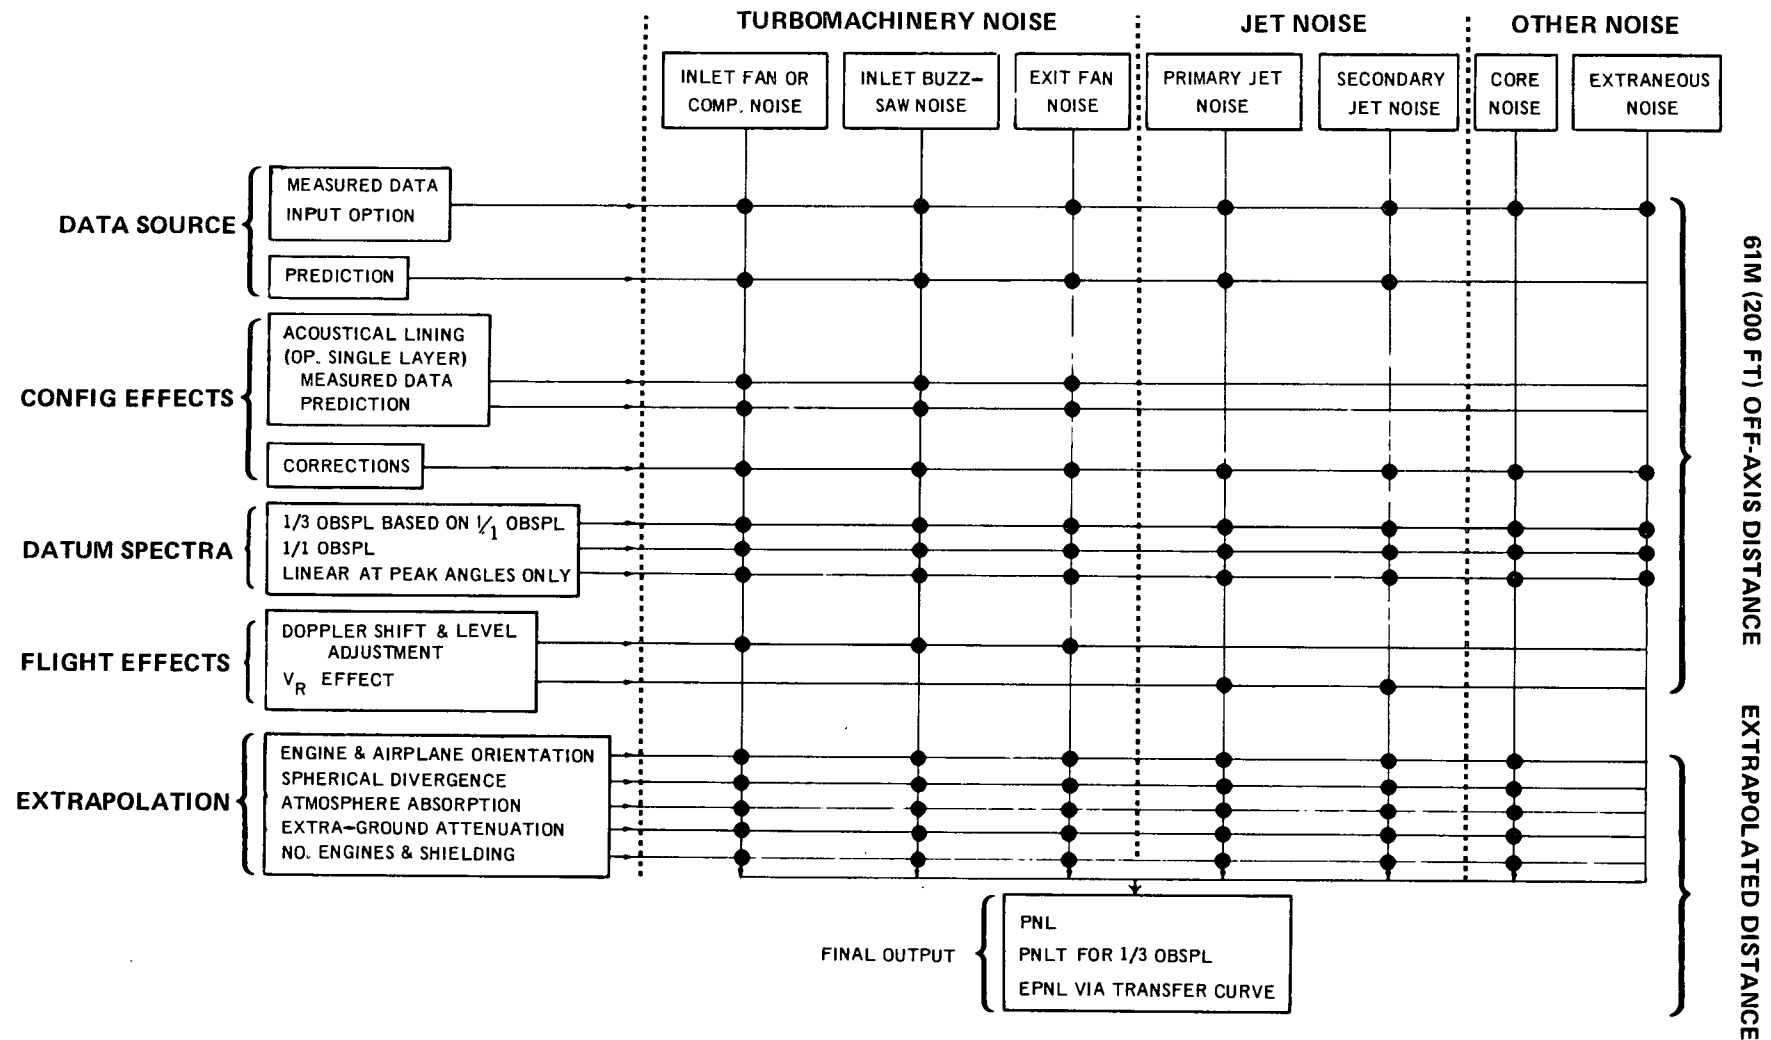 TURBOMACHINERY NOISE
JET NOISE
OTHER NOISE
INLET FAN OR
COMP. NOISE
INLET BUZZ-
SAW NOISE
EXIT FAN
NOISE
PRIMARY JET
NOISE
SECONDARY
JET NOISE
CORE
NOISE
EXTRANEOUS
NOISE
DATA SOURCE
MEASURED DATA
INPUT OPTION
PREDICTION
CONFIG EFFECTS
ACOUSTICAL LINING
(OP. SINGLE LAYER)
MEASURED DATA
PREDICTION
CORRECTIONS
DATUM SPECTRA
1/3 OBSPL BASED ON 1/1 OBSPL
1/1 OBSPL
LINEAR AT PEAK ANGLES ONLY
FLIGHT EFFECTS
DOPPLER SHIFT & LEVEL
ADJUSTMENT
VR EFFECT
EXTRAPOLATION
ENGINE & AIRPLANE ORIENTATION
SPHERICAL DIVERGENCE
ATMOSPHERE ABSORPTION
EXTRA-GROUND ATTENUATION
NO. ENGINES & SHIELDING
61M (200 FT) OFF-AXIS DISTANCE
EXTRAPOLATED DISTANCE
FINAL OUTPUT
PNL
PNLT FOR 1/3 OBSPL
EPNL VIA TRANSFER CURVE